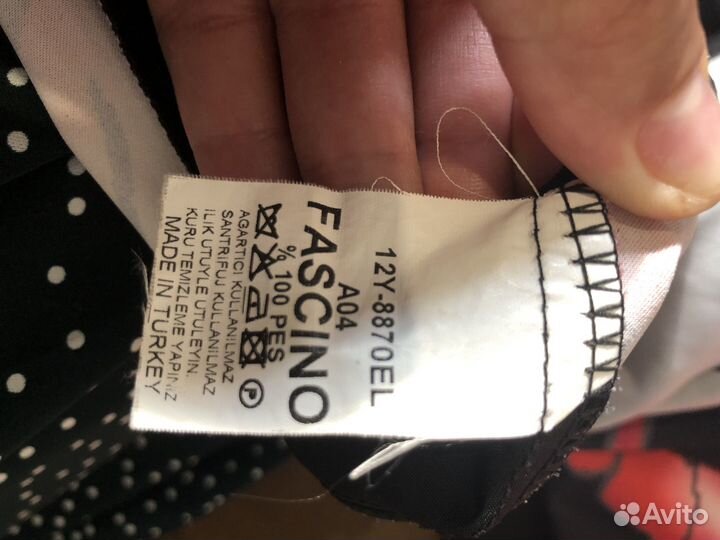 12Y-8870EL
A04
FASCINO
% 100 PES
P
AGARTICI KULLANILMAZ
SANTRIFUJ KULLANILMAZ
ILIK UTUYLE UTULEYIN.
KURU TEMIZLEME YAPINIZ
MADE IN TURKEY
Avito